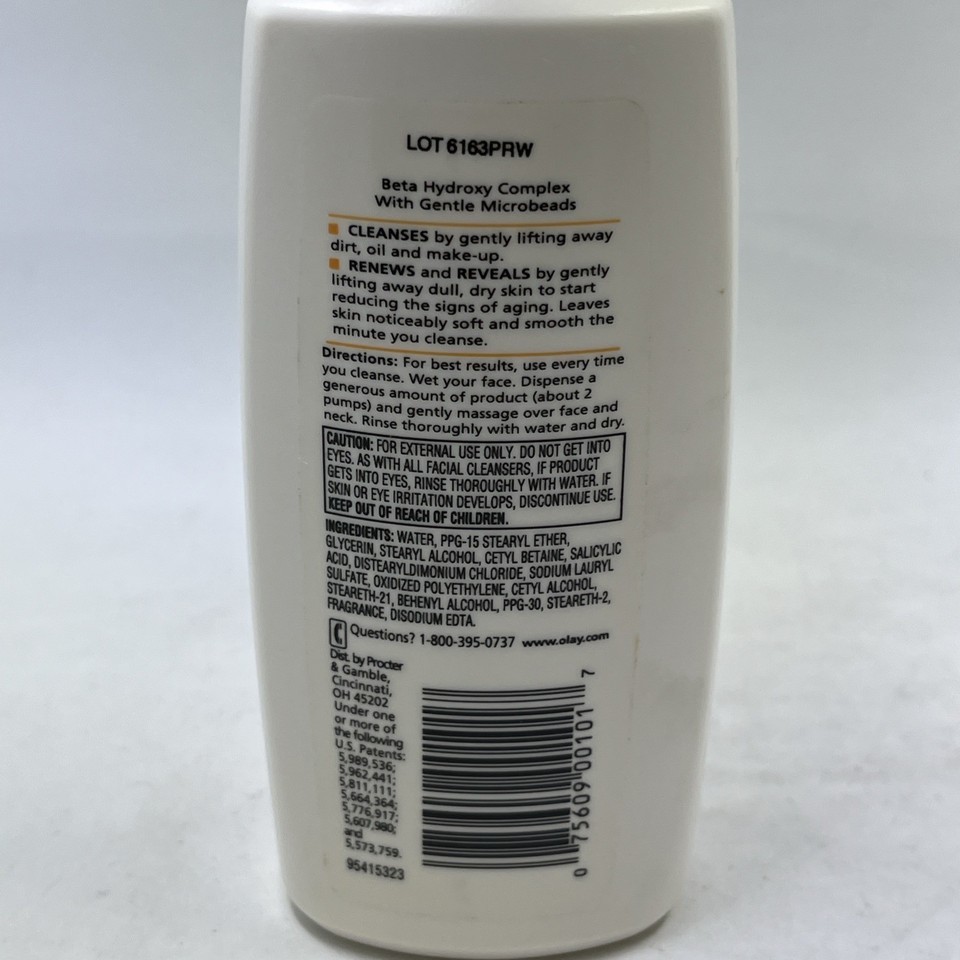 LOT 6163PRW
Beta Hydroxy Complex
With Gentle Microbeads
CLEANSES by gently lifting away
dirt, oil and make-up.
RENEWS and REVEALS by gently
lifting away dull, dry skin to start
reducing the signs of aging. Leaves
skin noticeably soft and smooth the
minute you cleanse.
Directions: For best results, use every time
you cleanse. Wet your face. Dispense a
generous amount of product (about 2
pumps) and gently massage over face and
neck. Rinse thoroughly with water and dry.
CAUTION: FOR EXTERNAL USE ONLY. DO NOT GET INTO
EYES. AS WITH ALL FACIAL CLEANSERS, IF PRODUCT
GETS INTO EYES, RINSE THOROUGHLY WITH WATER. IF
SKIN OR EYE IRRITATION DEVELOPS, DISCONTINUE USE.
KEEP OUT OF REACH OF CHILDREN.
INGREDIENTS: WATER, PPG-15 STEARYL ETHER,
GLYCERIN, STEARYL ALCOHOL, CETYL BETAINE, SALICYLIC
ACID, DISTEARYLDIMONIUM CHLORIDE, SODIUM LAURYL
SULFATE, OXIDIZED POLYETHYLENE, CETYL ALCOHOL,
STEARETH-21, BEHENYL ALCOHOL, PPG-30, STEARETH-2,
FRAGRANCE, DISODIUM EDTA.
Questions? 1-800-395-0737 www.olay.com
Dist. by Procter
& Gamble,
Cincinnati,
OH 45202
Under one
or more of
the following
U.S. Patents:
5,989,536;
5,962,441;
5,811,111;
5,664,364;
5,776,917;
5,607,980;
and
5,573,759.
95415323
0 75609 00101 7